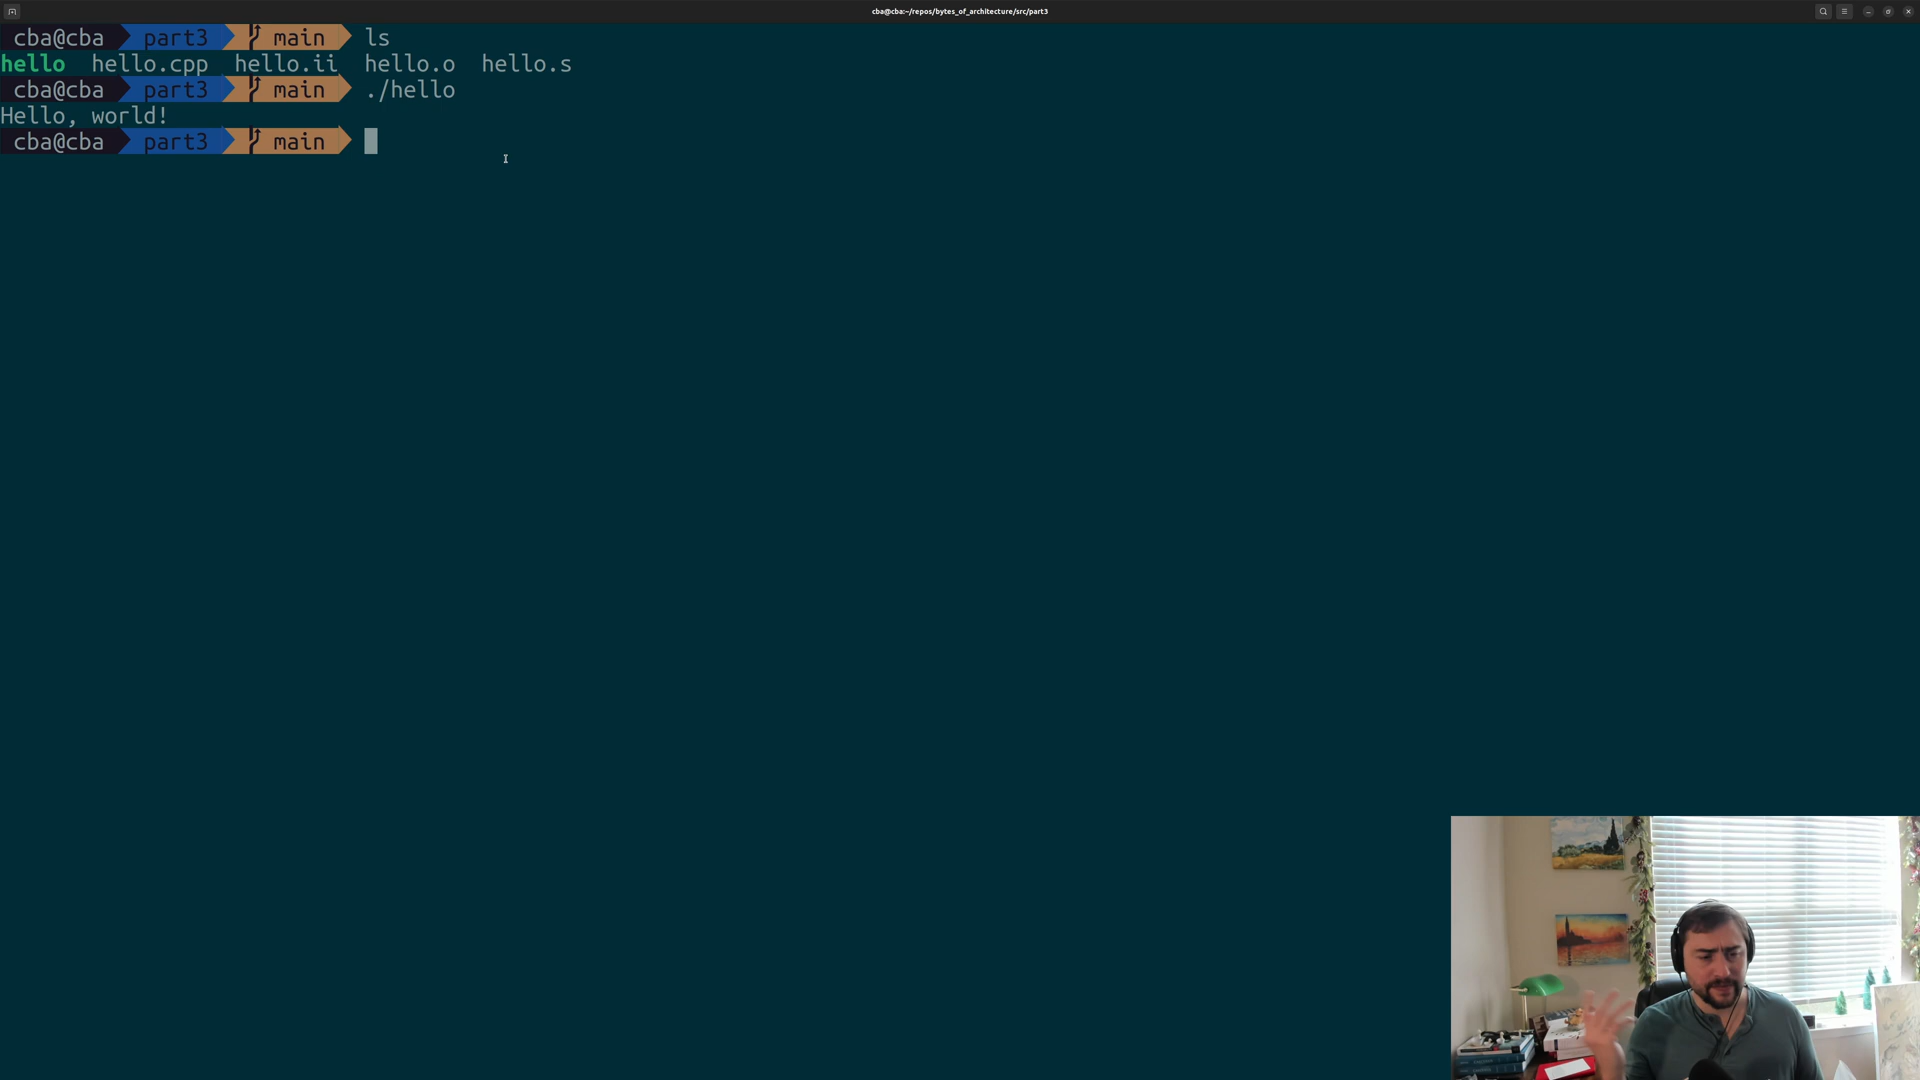 cba@cba:~/repos/bytes_of_architecture/src/part3
cba@cba part3 main ls
hello hello.cpp hello.ii hello.o hello.s
cba@cba part3 main ./hello
Hello, world!
cba@cba part3 main